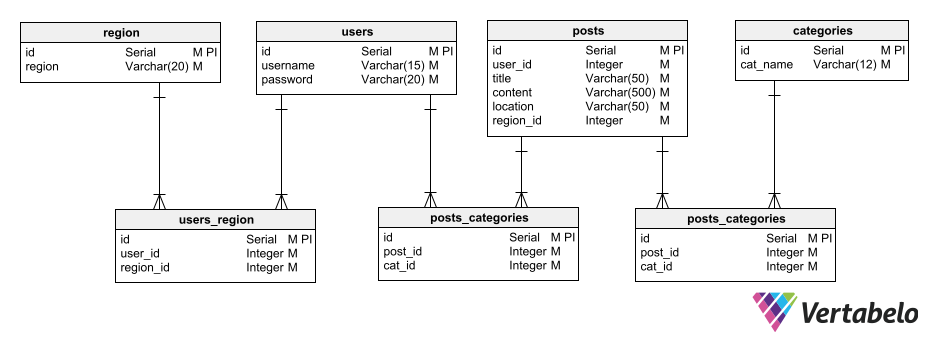 region
id Serial M PI
region Varchar(20) M
users
id Serial M PI
username Varchar(15) M
password Varchar(20) M
posts
id Serial M PI
user_id Integer M
title Varchar(50) M
content Varchar(500) M
location Varchar(50) M
region_id Integer M
categories
id Serial M PI
cat_name Varchar(12) M
users_region
id Serial M PI
user_id Integer M
region_id Integer M
posts_categories
id Serial M PI
post_id Integer M
cat_id Integer M
posts_categories
id Serial M PI
post_id Integer M
cat_id Integer M
Vertabelo